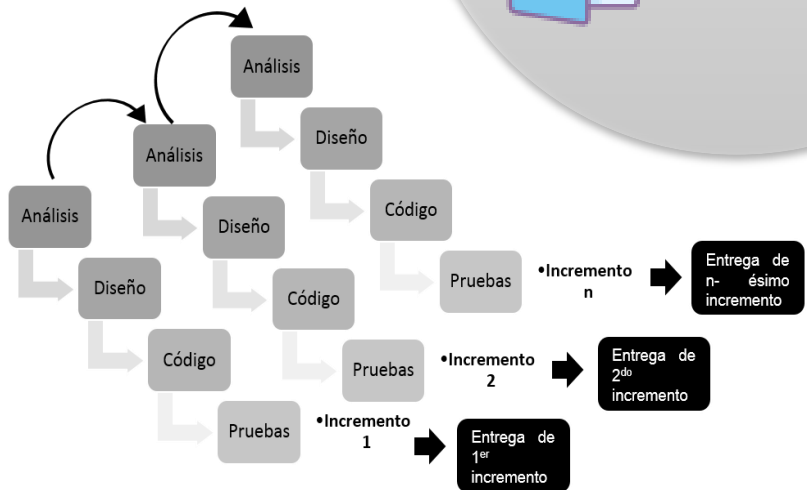 Análisis
Diseño
Código
Pruebas
•Incremento
n
Entrega de
n- ésimo
incremento
Análisis
Diseño
Código
Pruebas
•Incremento
2
Entrega de
2do
incremento
Análisis
Diseño
Código
Pruebas
•Incremento
1
Entrega de
1er
incremento